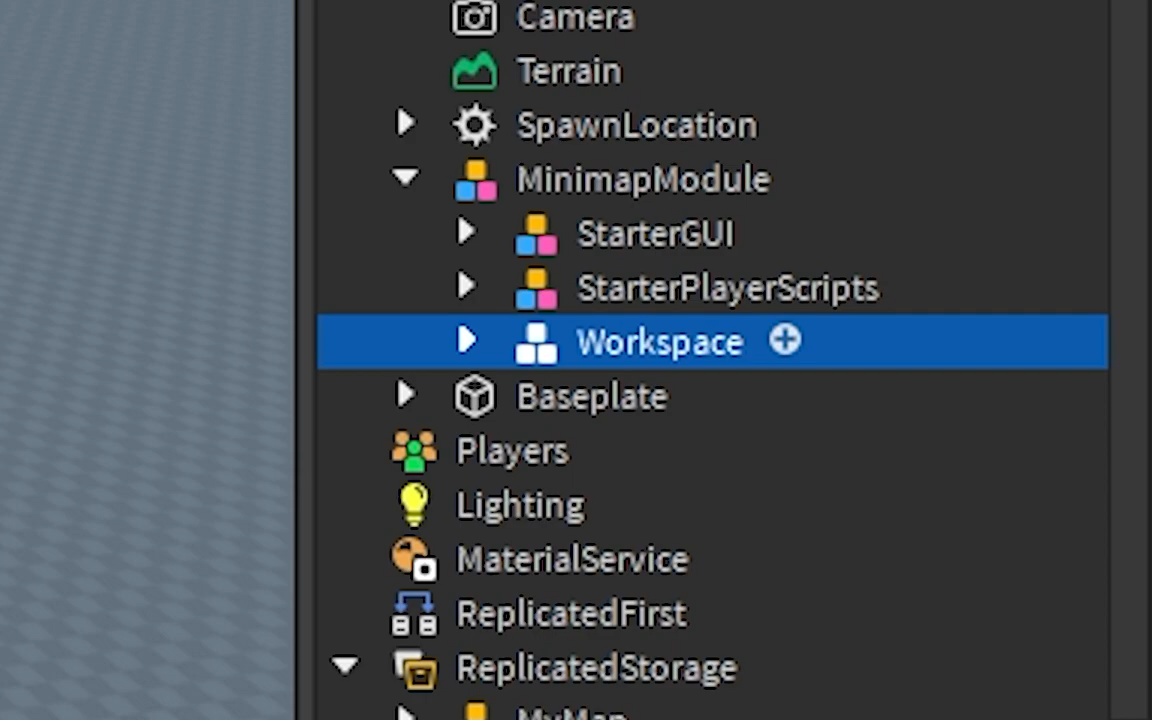 Camera
Terrain
SpawnLocation
MinimapModule
StarterGUI
StarterPlayerScripts
Workspace
Baseplate
Players
Lighting
MaterialService
ReplicatedFirst
ReplicatedStorage
MyMap